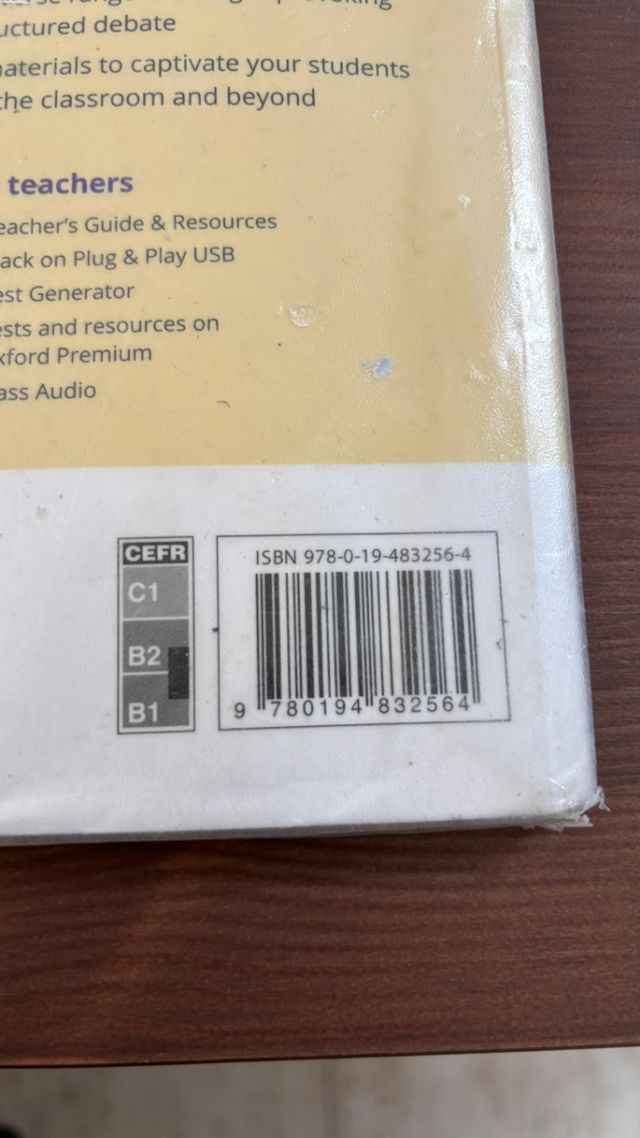 uctured debate
aterials to captivate your students
the classroom and beyond
teachers
eacher's Guide & Resources
ack on Plug & Play USB
est Generator
ests and resources on
xford Premium
ass Audio
CEFR
C1
B2
B1
ISBN 978-0-19-483256-4
9 780194 832564